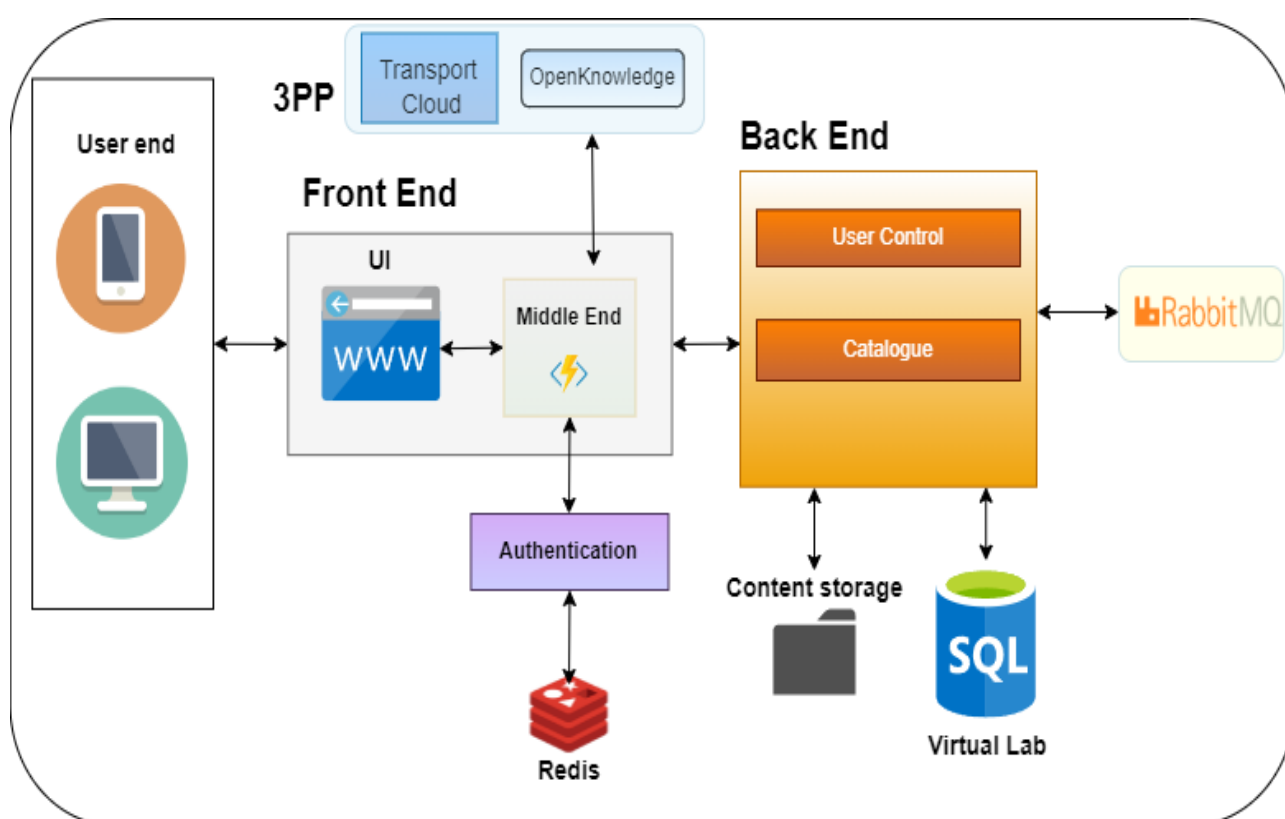 3PP
Transport
Cloud
OpenKnowledge
User end
Front End
UI
WWW
Middle End
Back End
User Control
Catalogue
RabbitMQ
Authentication
Redis
Content storage
SQL
Virtual Lab